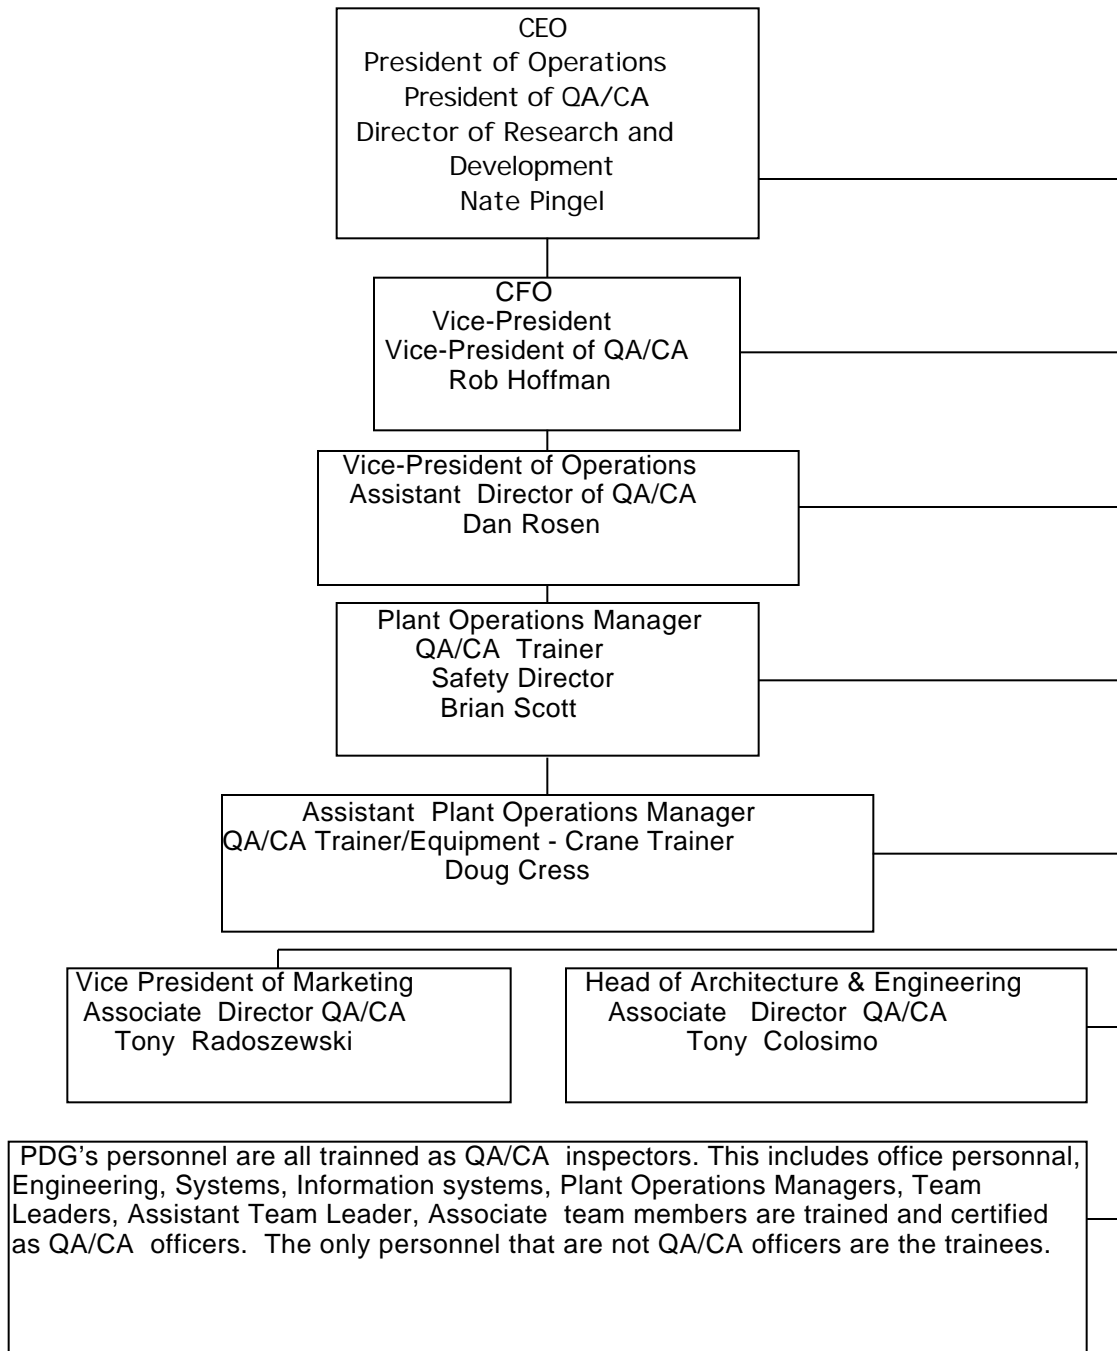 CEO
President of Operations
President of QA/CA
Director of Research and
Development
Nate Pingel
CFO
Vice-President
Vice-President of QA/CA
Rob Hoffman
Vice-President of Operations
Assistant Director of QA/CA
Dan Rosen
Plant Operations Manager
QA/CA Trainer
Safety Director
Brian Scott
Assistant Plant Operations Manager
QA/CA Trainer/Equipment - Crane Trainer
Doug Cress
Vice President of Marketing
Associate Director QA/CA
Tony Radoszewski
Head of Architecture & Engineering
Associate Director QA/CA
Tony Colosimo
PDG's personnel are all trainned as QA/CA inspectors. This includes office personnal,
Engineering, Systems, Information systems, Plant Operations Managers, Team
Leaders, Assistant Team Leader, Associate team members are trained and certified
as QA/CA officers. The only personnel that are not QA/CA officers are the trainees.